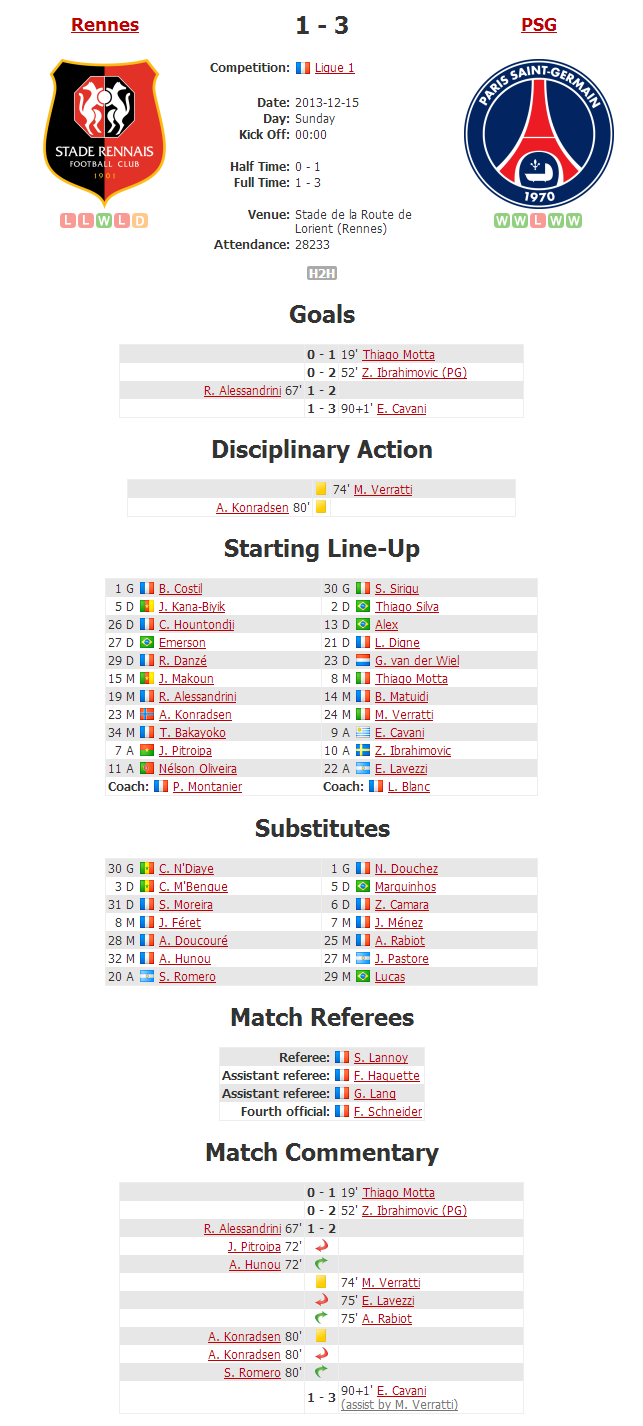 Rennes 1 - 3 PSG
Competition: Ligue 1
Date: 2013-12-15
Day: Sunday
Kick Off: 00:00
Half Time: 0 - 1
Full Time: 1 - 3
Venue: Stade de la Route de
Lorient (Rennes)
Attendance: 28233
STADE RENNAIS
FOOTBALL CLUB
1901
PARIS SAINT-GERMAIN
1970
L L W L D
W W L W W
H2H
Goals
0 - 1 19' Thiago Motta
0 - 2 52' Z. Ibrahimovic (PG)
R. Alessandrini 67' 1 - 2
1 - 3 90+1' E. Cavani
Disciplinary Action
74' M. Verratti
A. Konradsen 80'
Starting Line-Up
1 G B. Costil 30 G S. Sirigu
5 D J. Kana-Biyik 2 D Thiago Silva
26 D C. Hountondji 13 D Alex
27 D Emerson 21 D L. Digne
29 D R. Danzé 23 D G. van der Wiel
15 M J. Makoun 8 M Thiago Motta
19 M R. Alessandrini 14 M B. Matuidi
23 M A. Konradsen 24 M M. Verratti
34 M T. Bakayoko 9 A E. Cavani
7 A J. Pitroipa 10 A Z. Ibrahimovic
11 A Nélson Oliveira 22 A E. Lavezzi
Coach: P. Montanier Coach: L. Blanc
Substitutes
30 G C. N'Diaye 1 G N. Douchez
3 D C. M'Bengue 5 D Marquinhos
31 D S. Moreira 6 D Z. Camara
8 M J. Féret 7 M J. Ménez
28 M A. Doucouré 25 M A. Rabiot
32 M A. Hunou 27 M J. Pastore
20 A S. Romero 29 M Lucas
Match Referees
Referee: S. Lannoy
Assistant referee: F. Haquette
Assistant referee: G. Lang
Fourth official: F. Schneider
Match Commentary
0 - 1 19' Thiago Motta
0 - 2 52' Z. Ibrahimovic (PG)
R. Alessandrini 67' 1 - 2
J. Pitroipa 72'
A. Hunou 72'
74' M. Verratti
75' E. Lavezzi
75' A. Rabiot
A. Konradsen 80'
A. Konradsen 80'
S. Romero 80'
1 - 3 90+1' E. Cavani
(assist by M. Verratti)